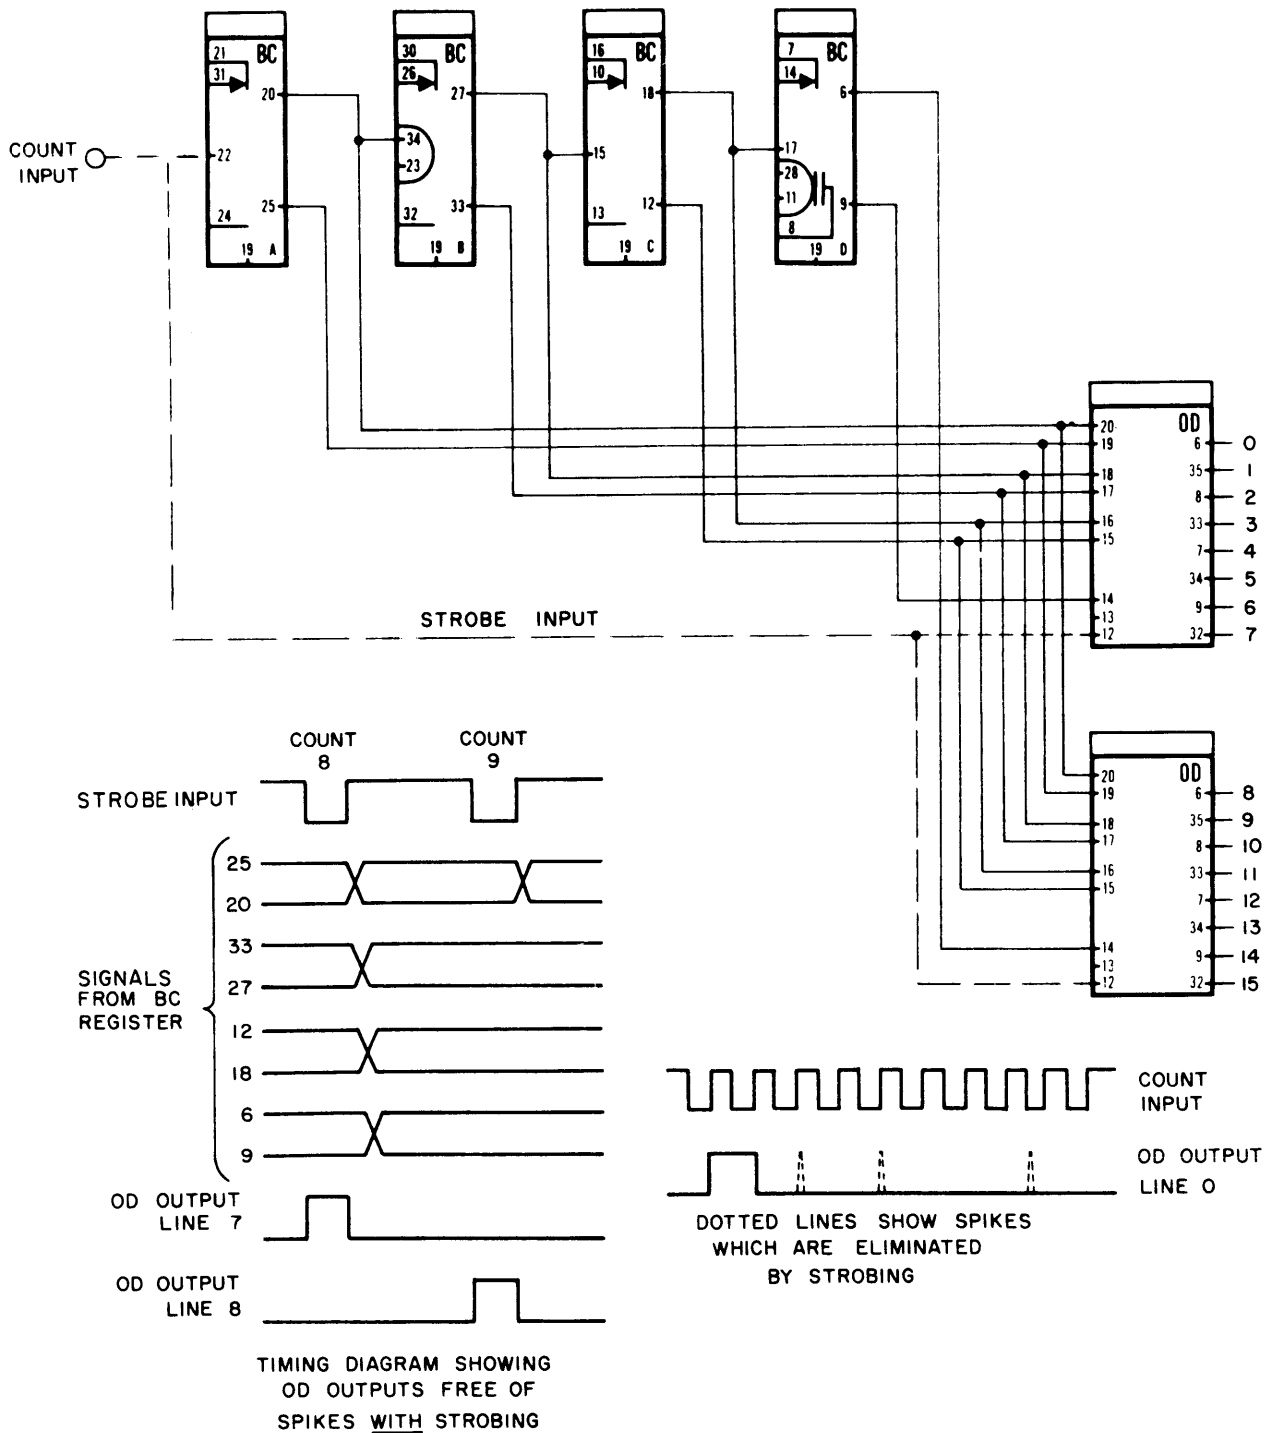 BC
21
31
20
22
25
24
19 A
BC
30
26
27
34
23
32
33
19 B
BC
16
10
18
15
12
13
19 C
BC
7
14
6
17
28
11
9
8
19 D
COUNT
INPUT
OD
20
19
18
17
16
15
14
13
12
6
35
8
33
7
34
9
32
0
1
2
3
4
5
6
7
STROBE INPUT
OD
20
19
18
17
16
15
14
13
12
6
35
8
33
7
34
9
32
8
9
10
11
12
13
14
15
COUNT
8
COUNT
9
STROBE INPUT
25
20
33
27
12
18
6
9
SIGNALS
FROM BC
REGISTER
OD OUTPUT
LINE 7
OD OUTPUT
LINE 8
TIMING DIAGRAM SHOWING
OD OUTPUTS FREE OF
SPIKES WITH STROBING
COUNT
INPUT
OD OUTPUT
LINE 0
DOTTED LINES SHOW SPIKES
WHICH ARE ELIMINATED
BY STROBING